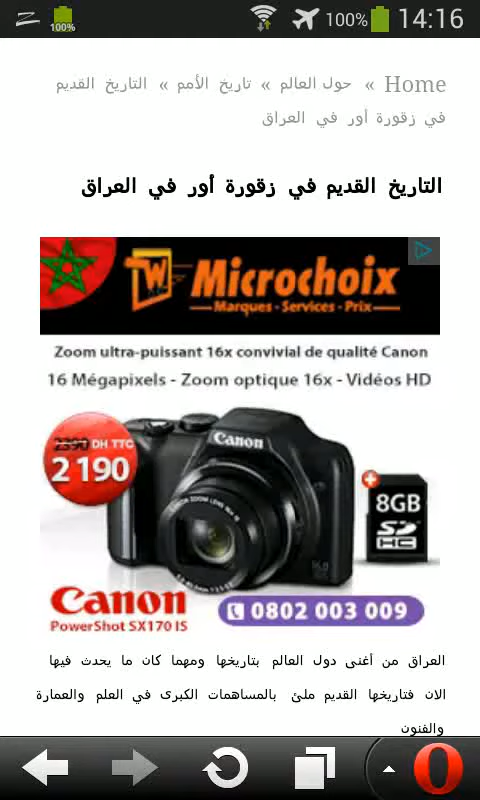 100%
100%
14:16
Home » حول العالم » تاريخ الأمم » التاريخ القديم
في زقورة أور في العراق
التاريخ القديم في زقورة أور في العراق
Microchoix
Marques - Services - Prix
Zoom ultra-puissant 16x convivial de qualité Canon
16 Mégapixels - Zoom optique 16x - Vidéos HD
2390 DH TTC
2 190
Canon
8GB
SD
HC
Canon
PowerShot SX170 IS
0802 003 009
العراق من أغنى دول العالم بتاريخها ومهما كان ما يحدث فيها
الان فتاريخها القديم ملئ بالمساهمات الكبرى في العلم والعمارة
والفنون